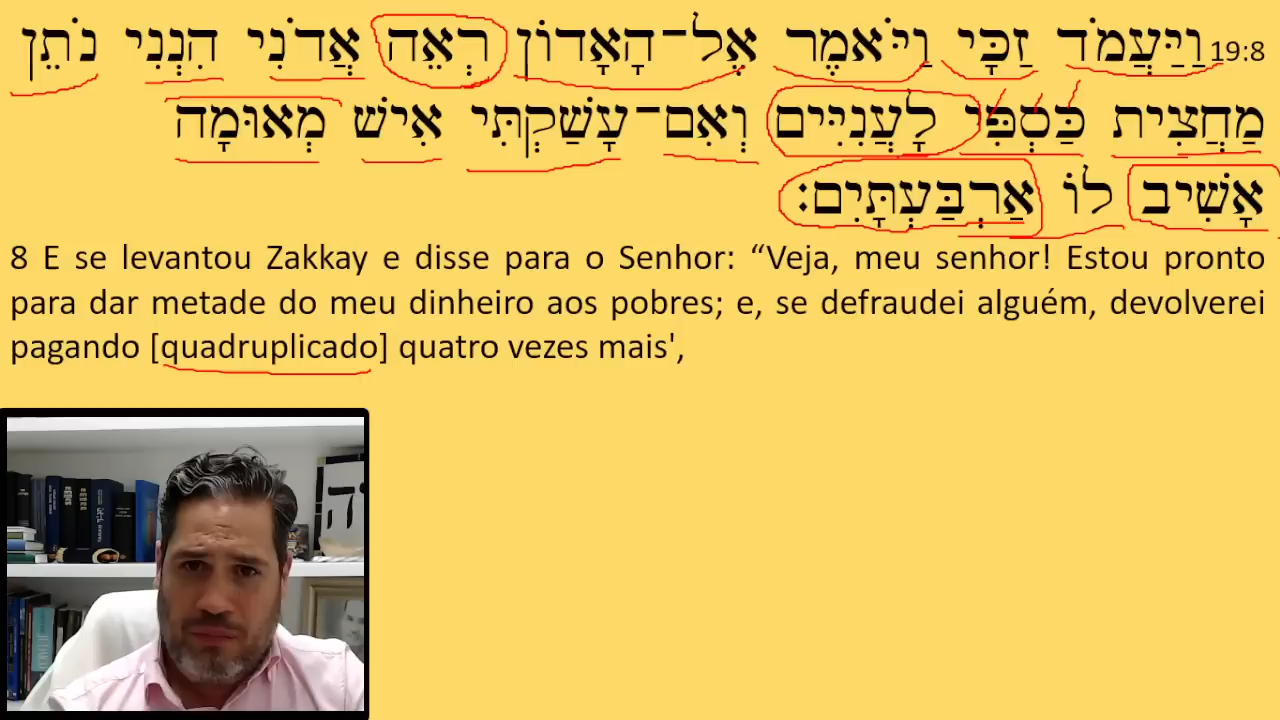 19:8 וַיַּעֲמֹד זַכָּי וַיֹּאמֶר אֶל־הָאָדוֹן רְאֵה אֲדֹנִי הִנְנִי נֹתֵן
מַחֲצִית כַּסְפִּי לָעֲנִיִּים וְאִם־עָשַׁקְתִּי אִישׁ מְאוּמָה
אָשִׁיב לוֹ אַרְבַּעְתָּיִם׃
8 E se levantou Zakkay e disse para o Senhor: “Veja, meu senhor! Estou pronto
para dar metade do meu dinheiro aos pobres; e, se defraudei alguém, devolverei
pagando [quadruplicado] quatro vezes mais',